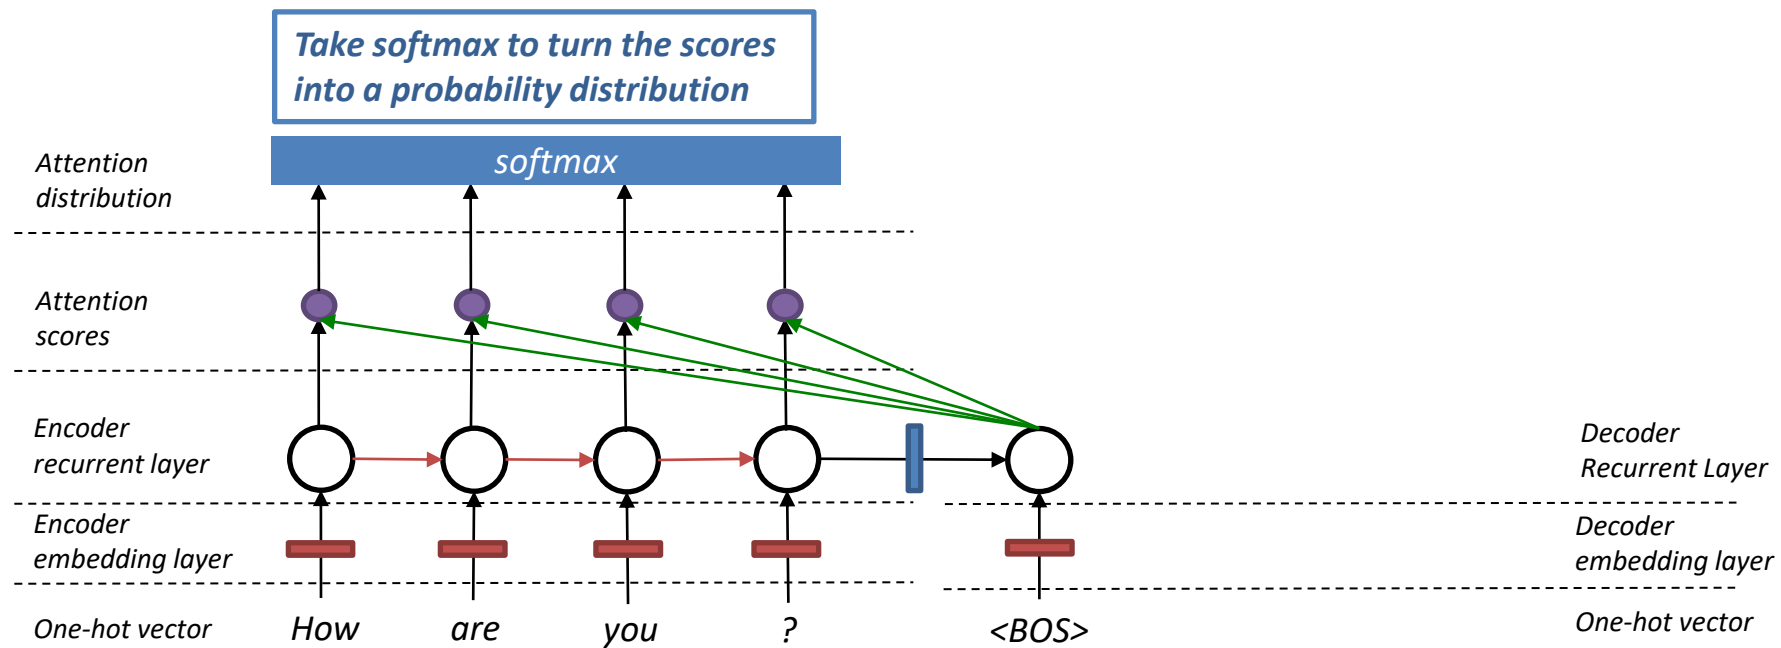 Take softmax to turn the scores
into a probability distribution
softmax
Attention
distribution
Attention
scores
Encoder
recurrent layer
Decoder
Recurrent Layer
Encoder
embedding layer
Decoder
embedding layer
One-hot vector
How are you ? <BOS>
One-hot vector